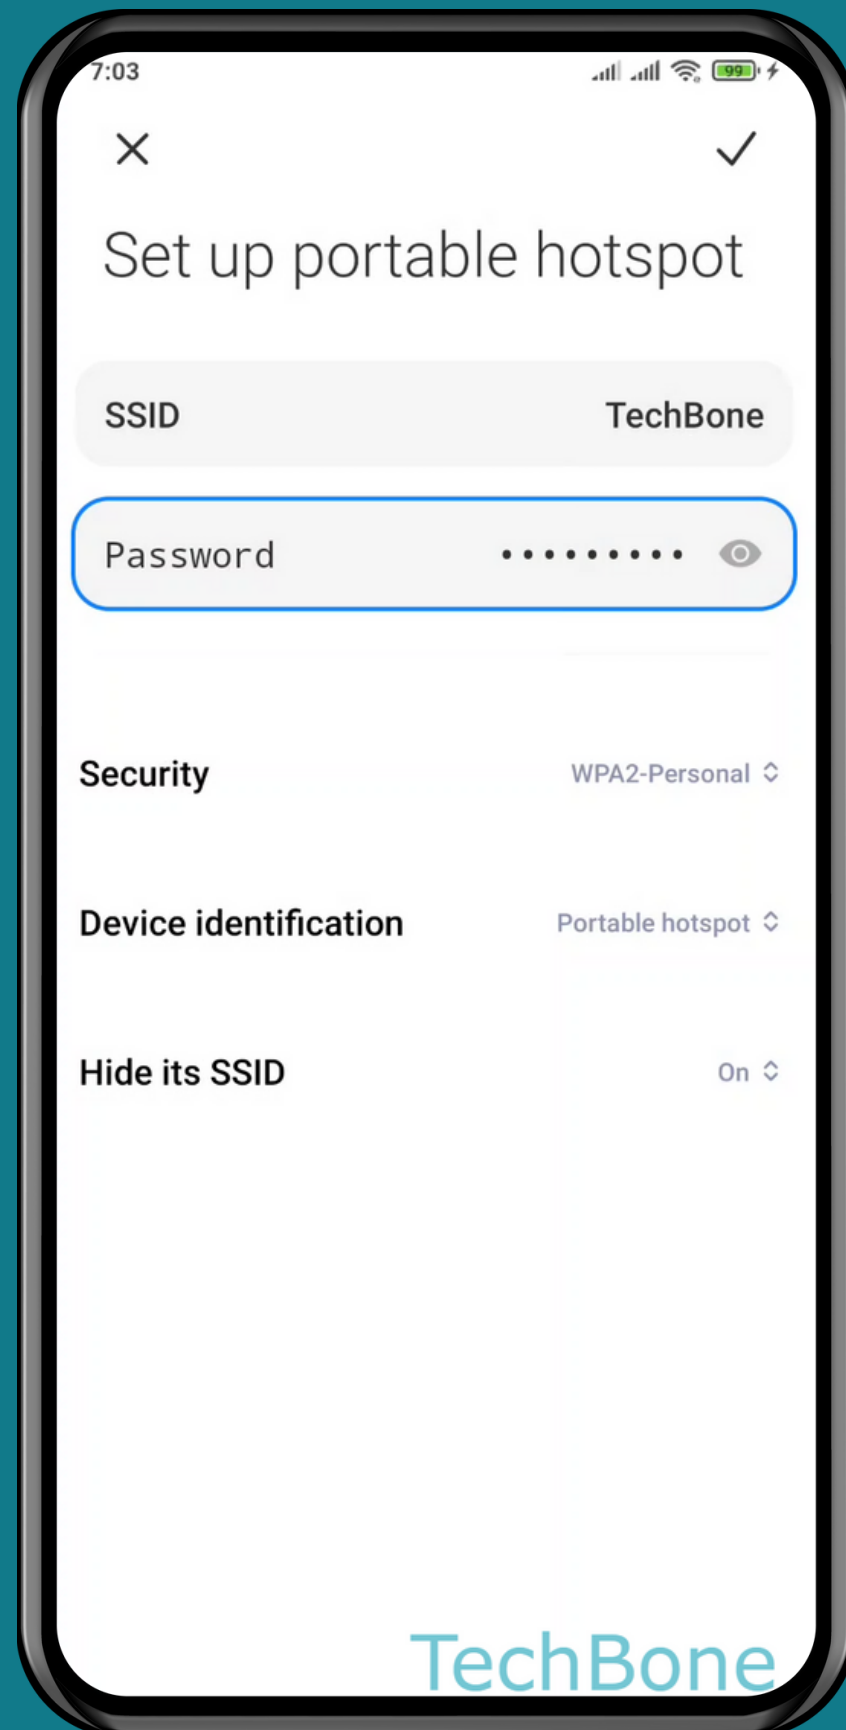 7:03 99
Set up portable hotspot
SSID TechBone
Password •••••••••
Security WPA2-Personal
Device identification Portable hotspot
Hide its SSID On
TechBone